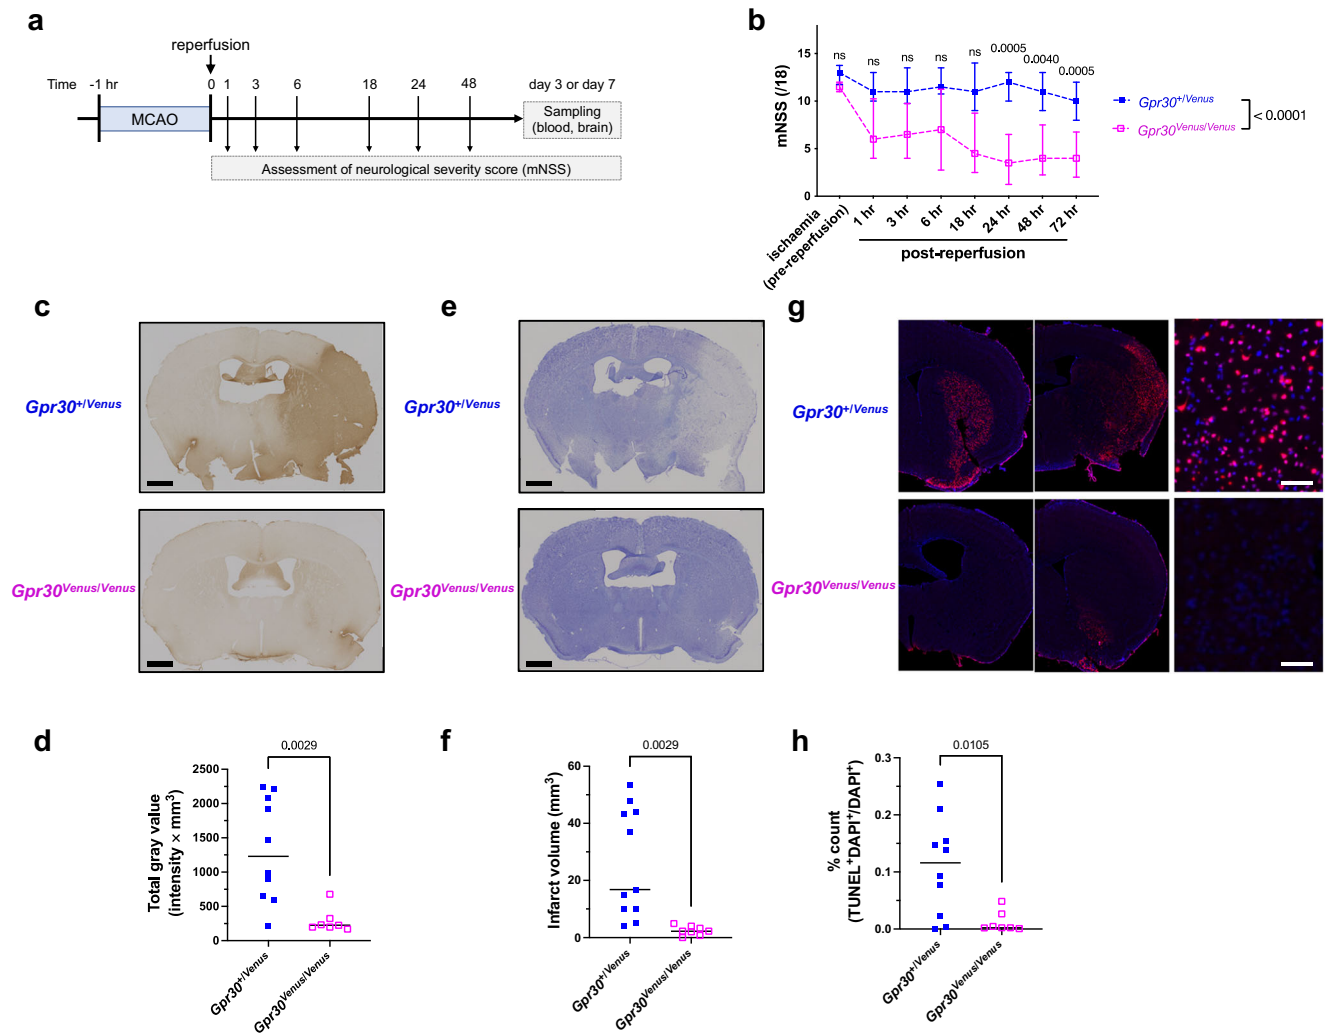 a
reperfusion
Time -1 hr 0 1 3 6 18 24 48 day 3 or day 7
MCAO
Sampling
(blood, brain)
Assessment of neurological severity score (mNSS)
b
mNSS (/18)
15
10
5
0
ns ns ns ns ns 0.0005 0.0040 0.0005
ischaemia
(pre-reperfusion)
1 hr 3 hr 6 hr 18 hr 24 hr 48 hr 72 hr
post-reperfusion
Gpr30+/Venus
Gpr30Venus/Venus
< 0.0001
c
Gpr30+/Venus
Gpr30Venus/Venus
e
Gpr30+/Venus
Gpr30Venus/Venus
g
Gpr30+/Venus
Gpr30Venus/Venus
d
0.0029
Total gray value
(intensity × mm3)
2500
2000
1500
1000
500
0
Gpr30+/Venus
Gpr30Venus/Venus
f
0.0029
Infarct volume (mm3)
60
40
20
0
Gpr30+/Venus
Gpr30Venus/Venus
h
0.0105
% count
(TUNEL+DAPI+/DAPI+)
0.3
0.2
0.1
0.0
Gpr30+/Venus
Gpr30Venus/Venus